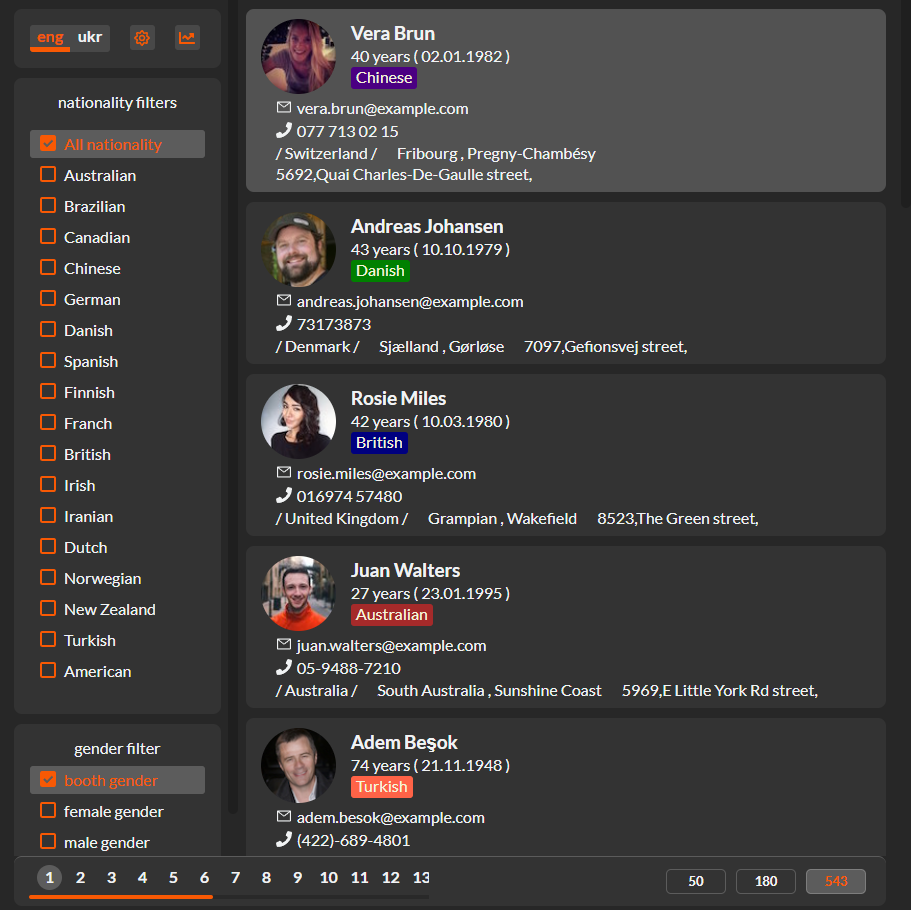 eng ukr
nationality filters
All nationality
Australian
Brazilian
Canadian
Chinese
German
Danish
Spanish
Finnish
Franch
British
Irish
Iranian
Dutch
Norwegian
New Zealand
Turkish
American
gender filter
booth gender
female gender
male gender
Vera Brun
40 years ( 02.01.1982 )
Chinese
vera.brun@example.com
077 713 02 15
/ Switzerland / Fribourg , Pregny-Chambésy
5692,Quai Charles-De-Gaulle street,
Andreas Johansen
43 years ( 10.10.1979 )
Danish
andreas.johansen@example.com
73173873
/ Denmark / Sjælland , Gørløse 7097,Gefionsvej street,
Rosie Miles
42 years ( 10.03.1980 )
British
rosie.miles@example.com
016974 57480
/ United Kingdom / Grampian , Wakefield 8523,The Green street,
Juan Walters
27 years ( 23.01.1995 )
Australian
juan.walters@example.com
05-9488-7210
/ Australia / South Australia , Sunshine Coast 5969,E Little York Rd street,
Adem Beşok
74 years ( 21.11.1948 )
Turkish
adem.besok@example.com
(422)-689-4801
1 2 3 4 5 6 7 8 9 10 11 12 13
50 180 543